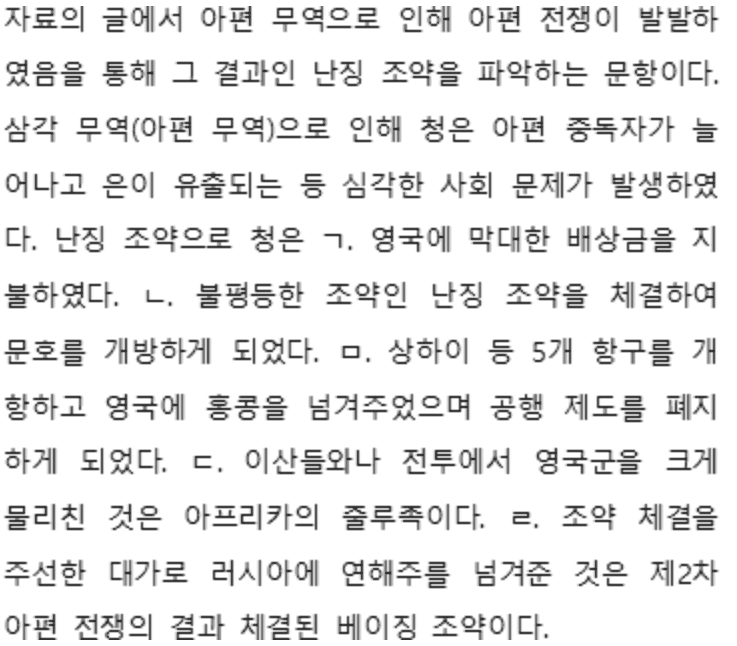 자료의 글에서 아편 무역으로 인해 아편 전쟁이 발발하
였음을 통해 그 결과인 난징 조약을 파악하는 문항이다.
삼각 무역(아편 무역)으로 인해 청은 아편 중독자가 늘
어나고 은이 유출되는 등 심각한 사회 문제가 발생하였
다. 난징 조약으로 청은 ㄱ. 영국에 막대한 배상금을 지
불하였다. ㄴ. 불평등한 조약인 난징 조약을 체결하여
문호를 개방하게 되었다. ㅁ. 상하이 등 5개 항구를 개
항하고 영국에 홍콩을 넘겨주었으며 공행 제도를 폐지
하게 되었다. ㄷ. 이산들와나 전투에서 영국군을 크게
물리친 것은 아프리카의 줄루족이다. ㄹ. 조약 체결을
주선한 대가로 러시아에 연해주를 넘겨준 것은 제2차
아편 전쟁의 결과 체결된 베이징 조약이다.